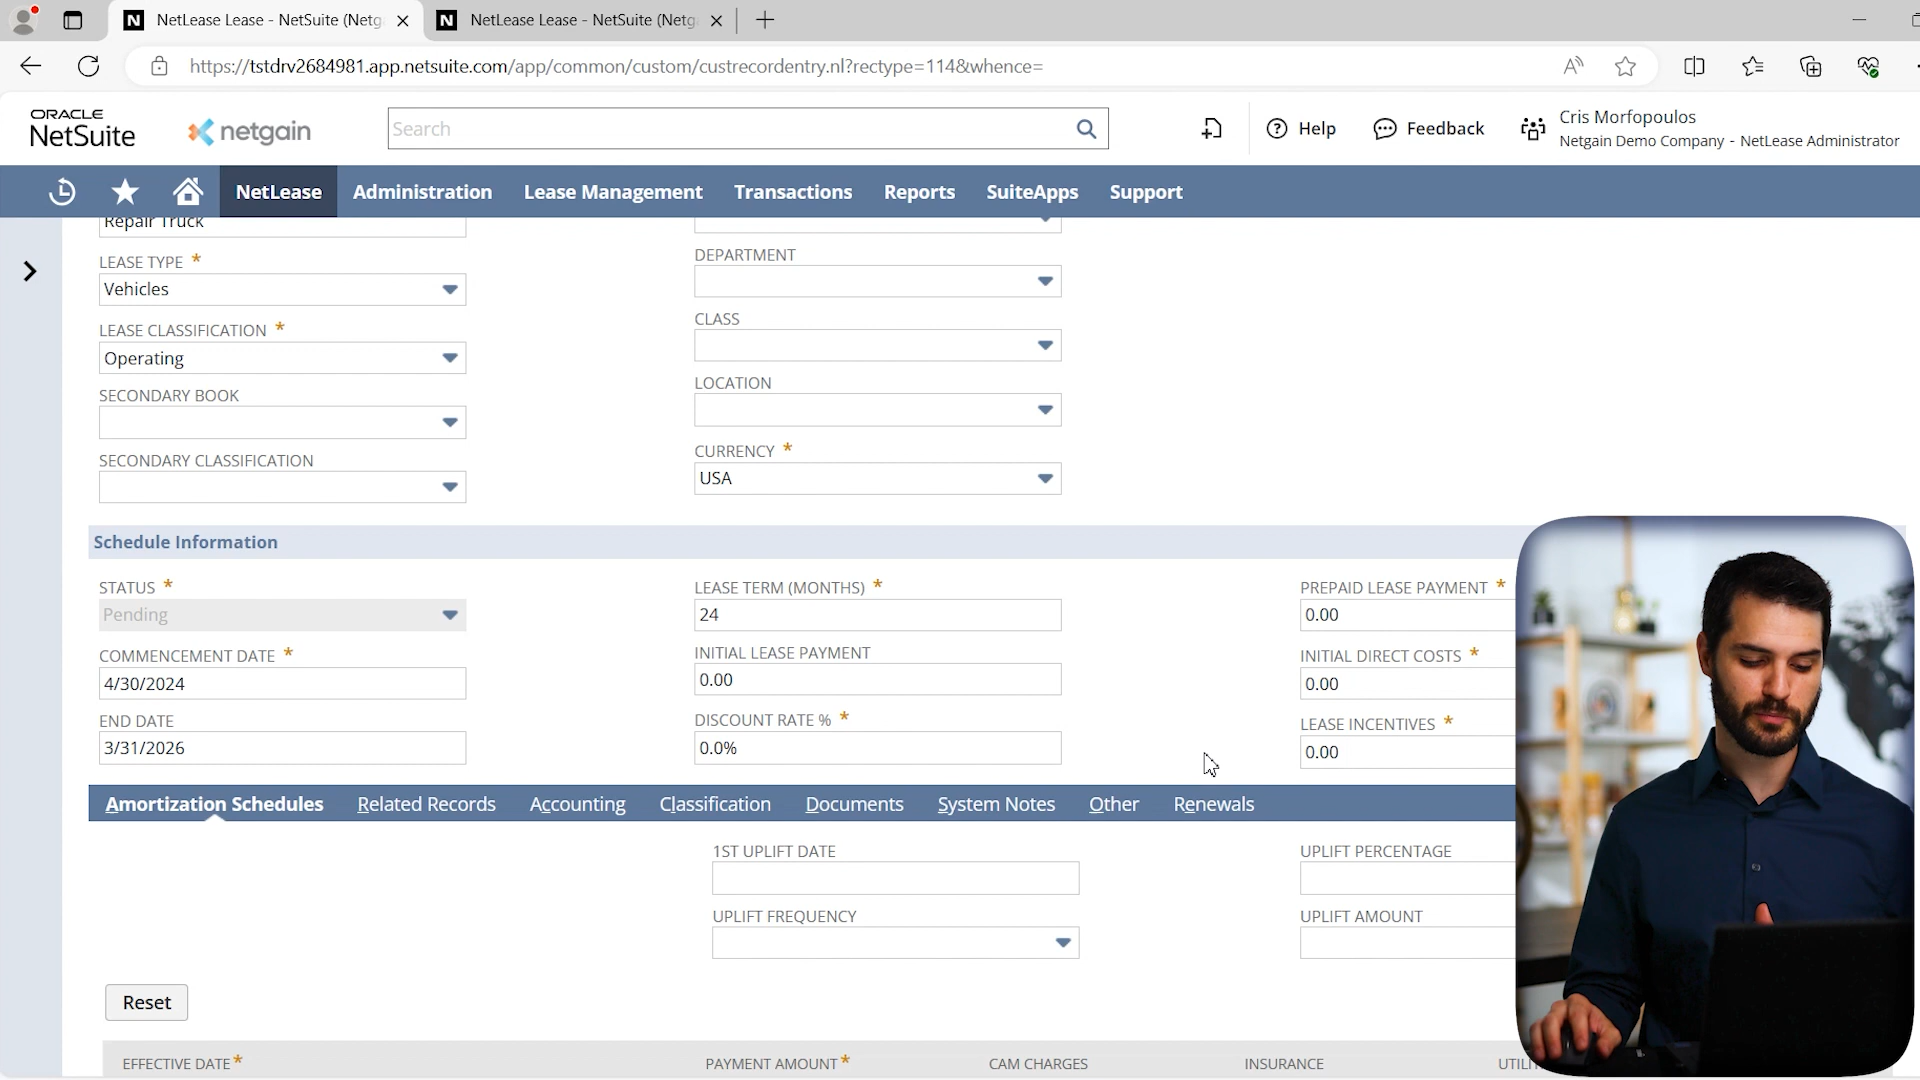 NetLease Lease - NetSuite (Netg
NetLease Lease - NetSuite (Netg
https://tstdrv2684981.app.netsuite.com/app/common/custom/custrecordentry.nl?rectype=114&whence=
ORACLE
NetSuite
netgain
Search
Help
Feedback
Cris Morfopoulos
Netgain Demo Company - NetLease Administrator
NetLease
Administration
Lease Management
Transactions
Reports
SuiteApps
Support
Repair Truck
LEASE TYPE *
Vehicles
DEPARTMENT
LEASE CLASSIFICATION *
Operating
CLASS
SECONDARY BOOK
LOCATION
SECONDARY CLASSIFICATION
CURRENCY *
USA
Schedule Information
STATUS *
Pending
LEASE TERM (MONTHS) *
24
PREPAID LEASE PAYMENT *
0.00
COMMENCEMENT DATE *
4/30/2024
INITIAL LEASE PAYMENT
0.00
INITIAL DIRECT COSTS *
0.00
END DATE
3/31/2026
DISCOUNT RATE % *
0.0%
LEASE INCENTIVES *
0.00
Amortization Schedules
Related Records
Accounting
Classification
Documents
System Notes
Other
Renewals
1ST UPLIFT DATE
UPLIFT PERCENTAGE
UPLIFT FREQUENCY
UPLIFT AMOUNT
Reset
EFFECTIVE DATE *
PAYMENT AMOUNT *
CAM CHARGES
INSURANCE